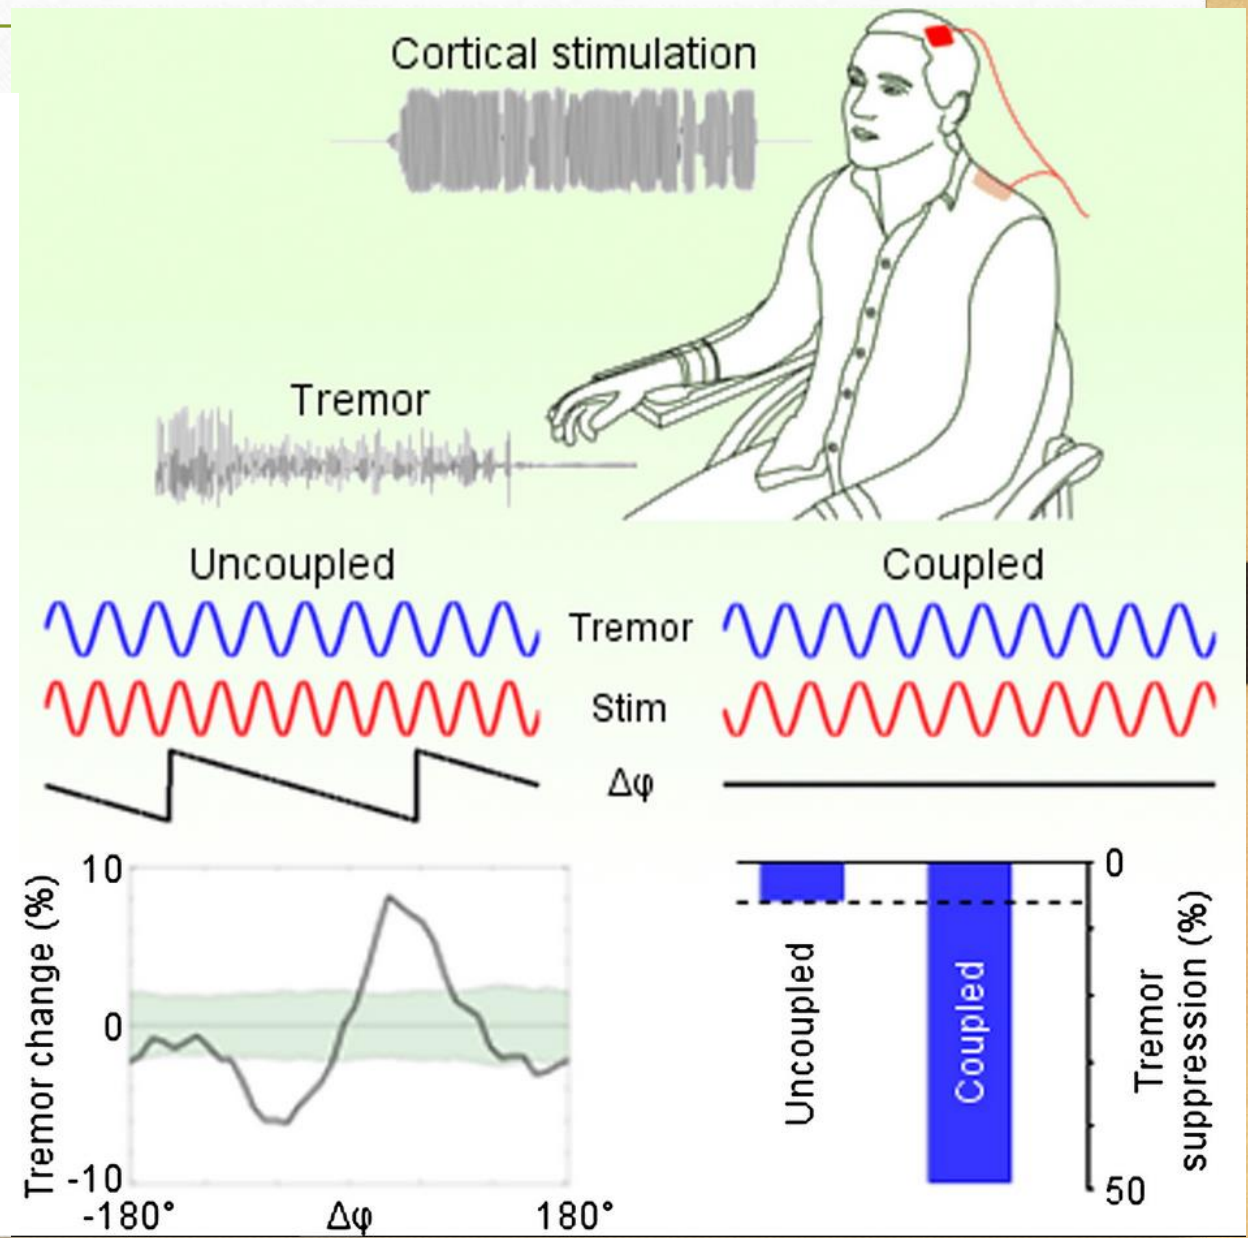 Cortical stimulation
Tremor
Uncoupled
Coupled
Tremor
Stim
Δφ
10
0
-10
Tremor change (%)
-180°
Δφ
180°
0
50
Uncoupled
Coupled
Tremor
suppression (%)